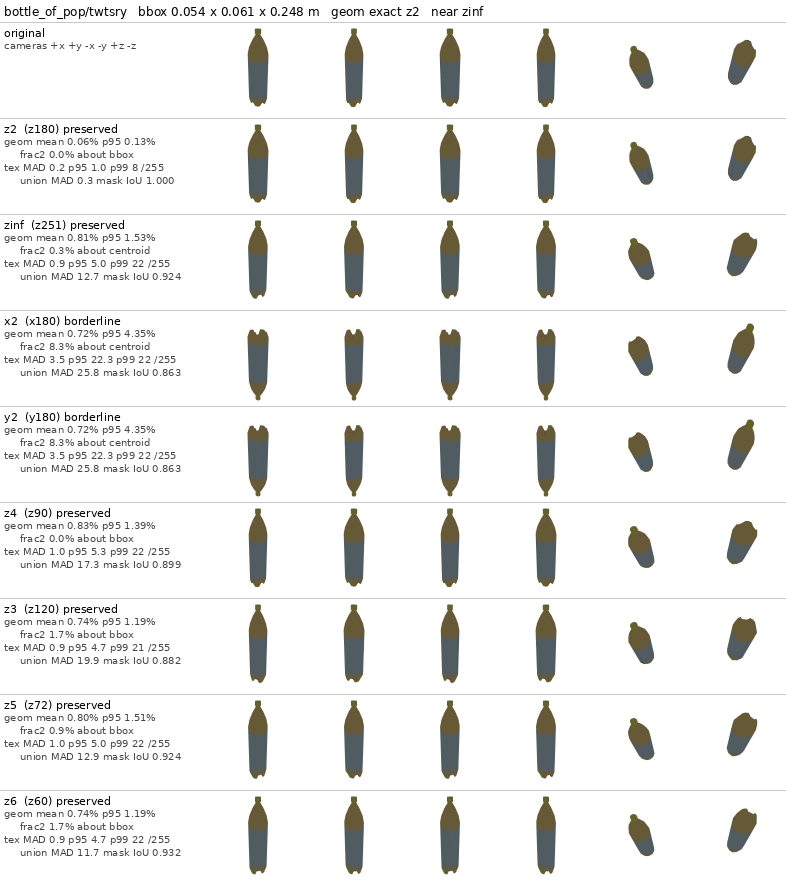 bottle_of_pop/twtsry   bbox 0.054 x 0.061 x 0.248 m   geom exact z2   near zinf
original
cameras +x +y -x -y +z -z
z2  (z180) preserved
geom mean 0.06% p95 0.13%
frac2 0.0% about bbox
tex MAD 0.2 p95 1.0 p99 8 /255
union MAD 0.3 mask IoU 1.000
zinf  (z251) preserved
geom mean 0.81% p95 1.53%
frac2 0.3% about centroid
tex MAD 0.9 p95 5.0 p99 22 /255
union MAD 12.7 mask IoU 0.924
x2  (x180) borderline
geom mean 0.72% p95 4.35%
frac2 8.3% about centroid
tex MAD 3.5 p95 22.3 p99 22 /255
union MAD 25.8 mask IoU 0.863
y2  (y180) borderline
geom mean 0.72% p95 4.35%
frac2 8.3% about centroid
tex MAD 3.5 p95 22.3 p99 22 /255
union MAD 25.8 mask IoU 0.863
z4  (z90) preserved
geom mean 0.83% p95 1.39%
frac2 0.0% about bbox
tex MAD 1.0 p95 5.3 p99 22 /255
union MAD 17.3 mask IoU 0.899
z3  (z120) preserved
geom mean 0.74% p95 1.19%
frac2 1.7% about bbox
tex MAD 0.9 p95 4.7 p99 21 /255
union MAD 19.9 mask IoU 0.882
z5  (z72) preserved
geom mean 0.80% p95 1.51%
frac2 0.9% about bbox
tex MAD 1.0 p95 5.0 p99 22 /255
union MAD 12.9 mask IoU 0.924
z6  (z60) preserved
geom mean 0.74% p95 1.19%
frac2 1.7% about bbox
tex MAD 0.9 p95 4.7 p99 22 /255
union MAD 11.7 mask IoU 0.932